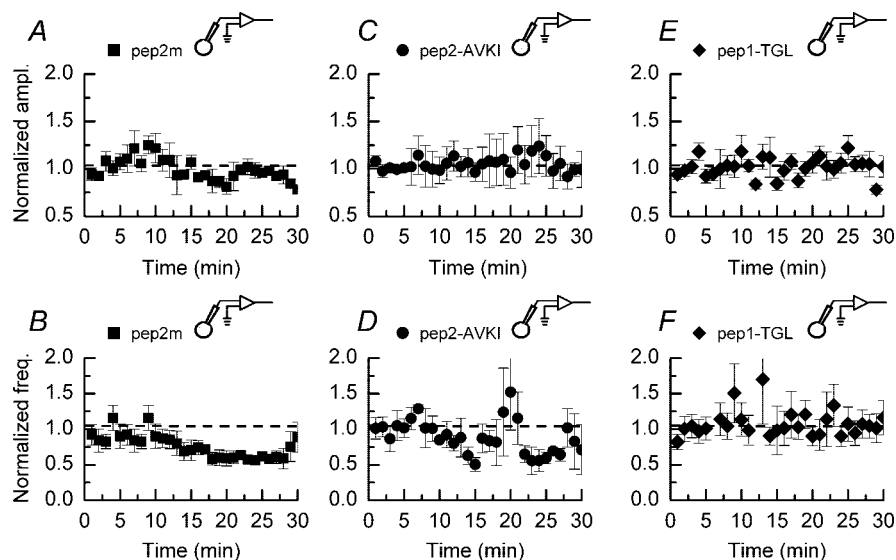 A C E
pep2m pep2-AVKI pep1-TGL
Normalized ampl.
2.0 2.0 2.0
1.5 1.5 1.5
1.0 1.0 1.0
0.5 0.5 0.5
0 5 10 15 20 25 30 0 5 10 15 20 25 30 0 5 10 15 20 25 30
Time (min) Time (min) Time (min)
B D F
pep2m pep2-AVKI pep1-TGL
Normalized freq.
2.0 2.0 2.0
1.5 1.5 1.5
1.0 1.0 1.0
0.5 0.5 0.5
0.0 0.0 0.0
0 5 10 15 20 25 30 0 5 10 15 20 25 30 0 5 10 15 20 25 30
Time (min) Time (min) Time (min)